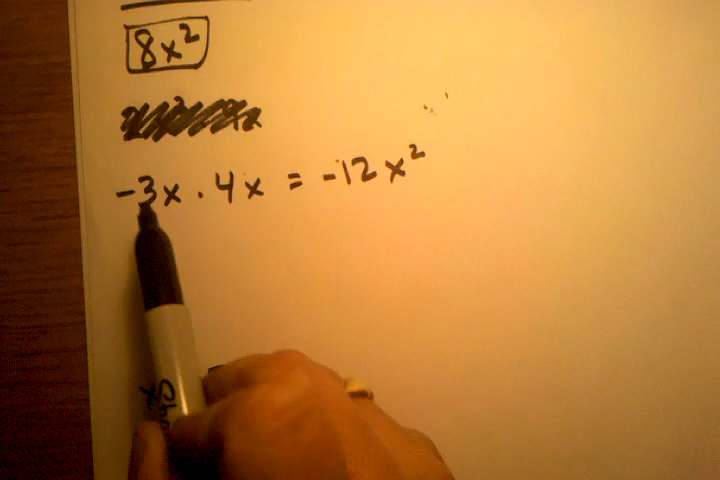 8x²
-3x · 4x = -12x²